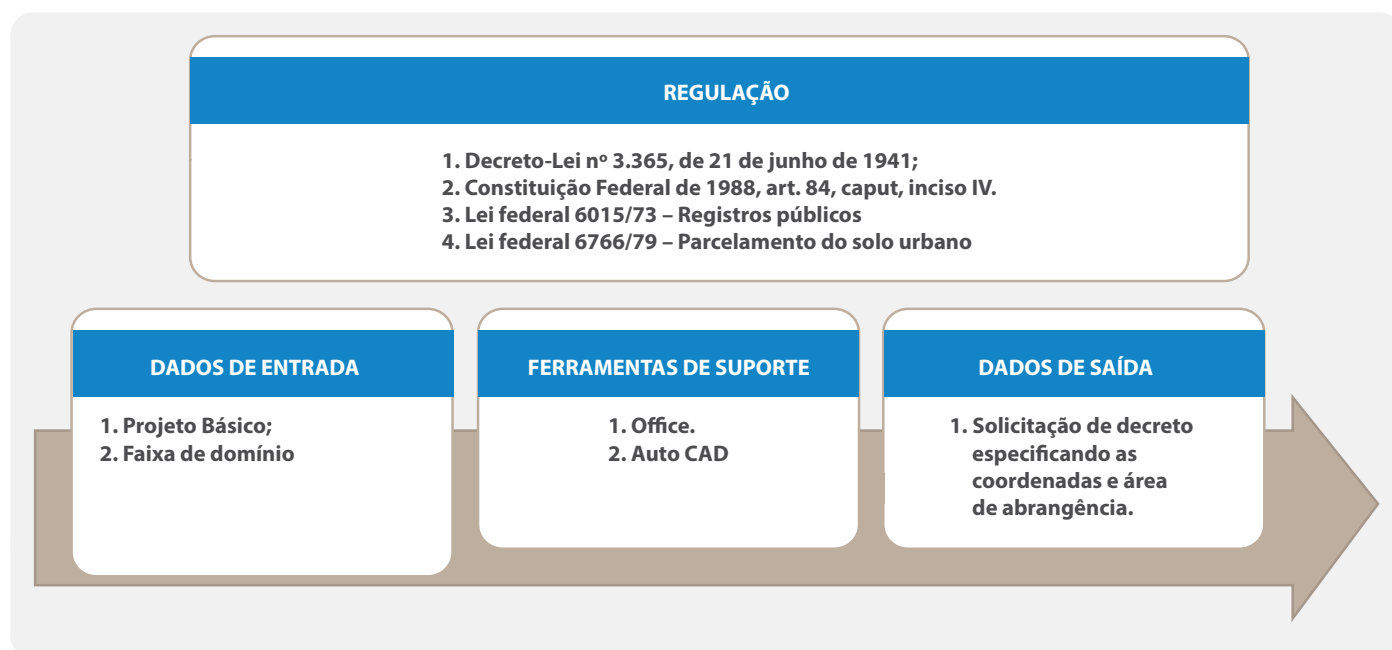 REGULAÇÃO
1. Decreto-Lei nº 3.365, de 21 de junho de 1941;
2. Constituição Federal de 1988, art. 84, caput, inciso IV.
3. Lei federal 6015/73 – Registros públicos
4. Lei federal 6766/79 – Parcelamento do solo urbano
DADOS DE ENTRADA
1. Projeto Básico;
2. Faixa de domínio
FERRAMENTAS DE SUPORTE
1. Office.
2. Auto CAD
DADOS DE SAÍDA
1. Solicitação de decreto
especificando as
coordenadas e área
de abrangência.